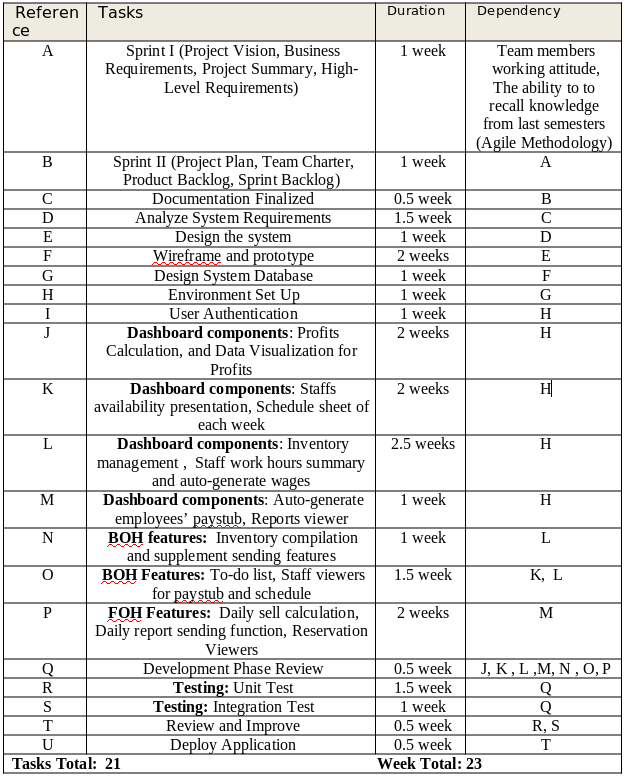 Referen ce Tasks Duration Dependency
A Sprint I (Project Vision, Business Requirements, Project Summary, High-Level Requirements) 1 week Team members working attitude, The ability to to recall knowledge from last semesters (Agile Methodology)
B Sprint II (Project Plan, Team Charter, Product Backlog, Sprint Backlog) 1 week A
C Documentation Finalized 0.5 week B
D Analyze System Requirements 1.5 week C
E Design the system 1 week D
F Wireframe and prototype 2 weeks E
G Design System Database 1 week F
H Environment Set Up 1 week G
I User Authentication 1 week H
J Dashboard components: Profits Calculation, and Data Visualization for Profits 2 weeks H
K Dashboard components: Staffs availability presentation, Schedule sheet of each week 2 weeks H
L Dashboard components: Inventory management , Staff work hours summary and auto-generate wages 2.5 weeks H
M Dashboard components: Auto-generate employees’ paystub, Reports viewer 1 week H
N BOH features: Inventory compilation and supplement sending features 1 week L
O BOH Features: To-do list, Staff viewers for paystub and schedule 1.5 week K, L
P FOH Features: Daily sell calculation, Daily report sending function, Reservation Viewers 2 weeks M
Q Development Phase Review 0.5 week J, K , L ,M, N , O, P
R Testing: Unit Test 1.5 week Q
S Testing: Integration Test 1 week Q
T Review and Improve 0.5 week R, S
U Deploy Application 0.5 week T
Tasks Total: 21 Week Total: 23